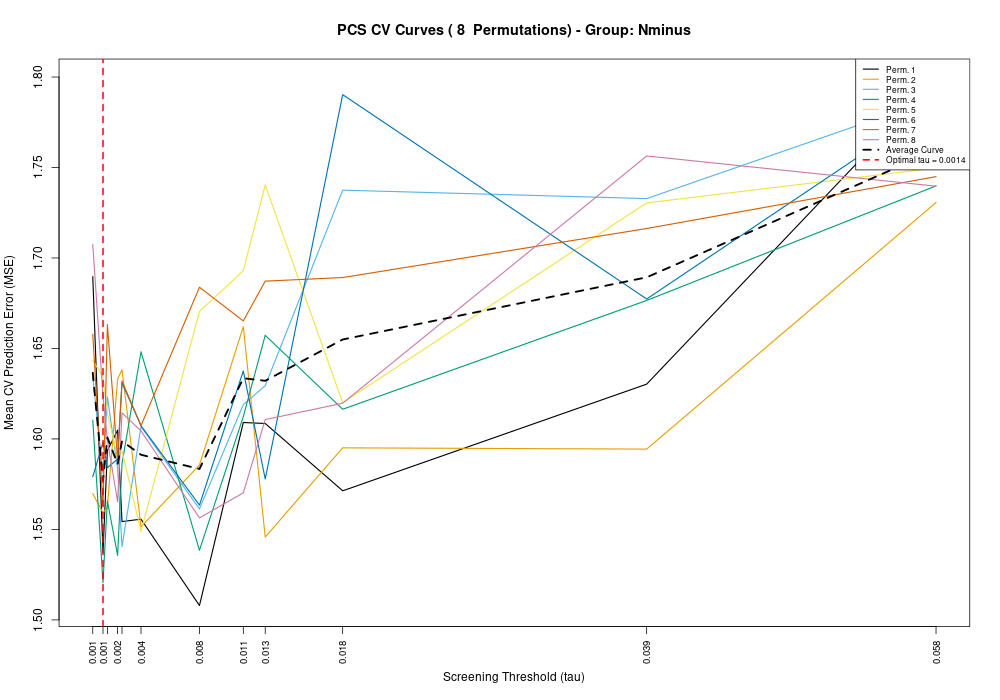 PCS CV Curves ( 8  Permutations) - Group: Nminus
Mean CV Prediction Error (MSE)
1.80
1.75
1.70
1.65
1.60
1.55
1.50
Perm. 1
Perm. 2
Perm. 3
Perm. 4
Perm. 5
Perm. 6
Perm. 7
Perm. 8
Average Curve
Optimal tau = 0.0014
0.001
0.001
0.002
0.004
0.008
0.011
0.013
0.018
0.039
0.058
Screening Threshold (tau)